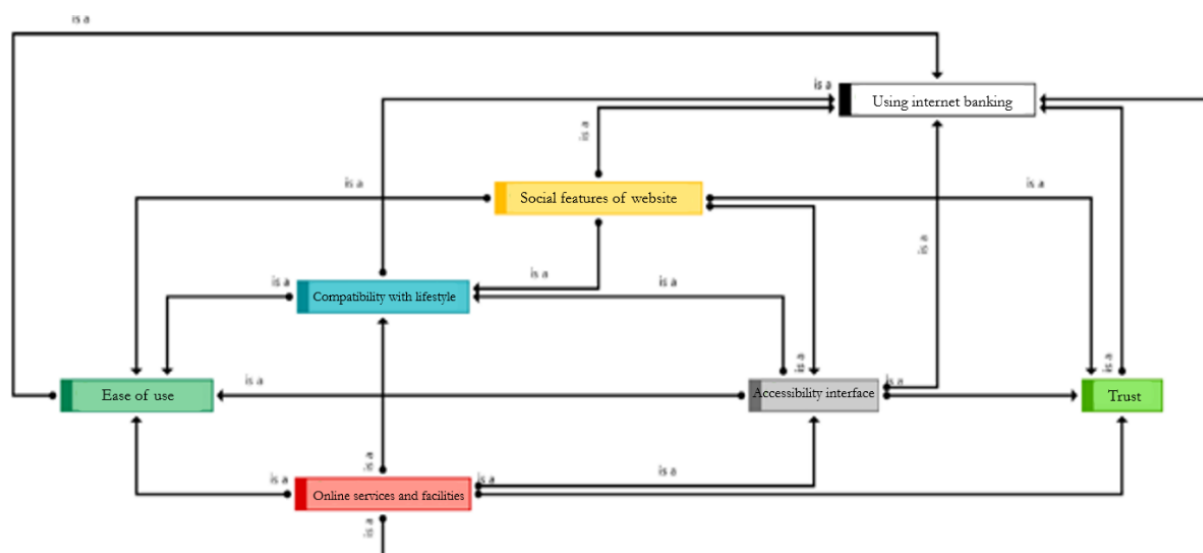 is a
is a
Using internet banking
is a
is a
Social features of website
is a
is a
is a
is a
is a
Compatibility with lifestyle
is a
is a
is a
is a
Ease of use
is a
Accessibility interface
Trust
is a
is a
is a
is a
Online services and facilities
is a